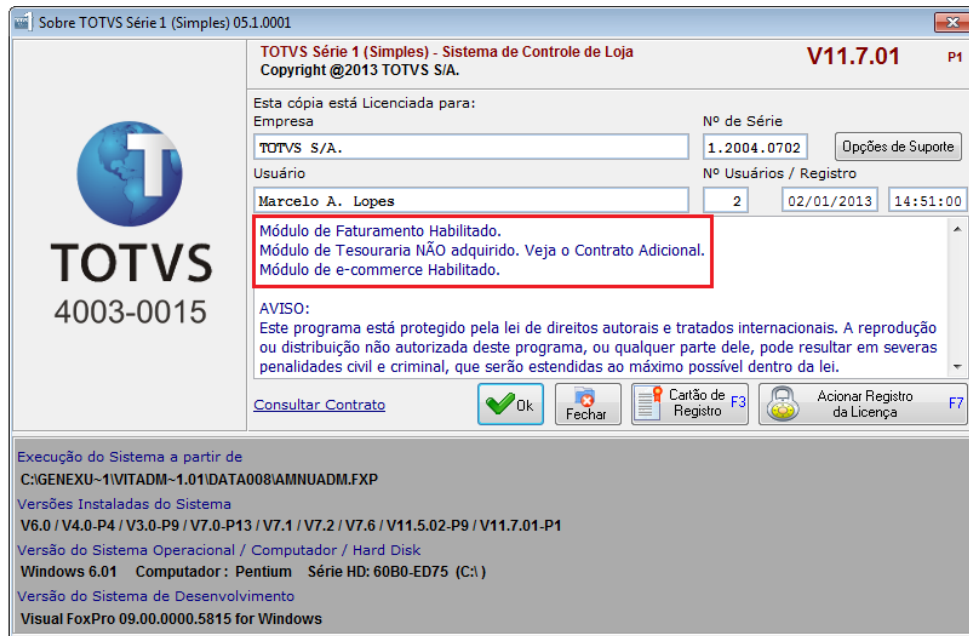 Sobre TOTVS Série 1 (Simples) 05.1.0001
TOTVS Série 1 (Simples) - Sistema de Controle de Loja
V11.7.01 P1
Copyright @2013 TOTVS S/A.
Esta cópia está Licenciada para:
Empresa
Nº de Série
TOTVS S/A.
1.2004.0702
Opções de Suporte
Usuário
Nº Usuários / Registro
Marcelo A. Lopes
2
02/01/2013
14:51:00
Módulo de Faturamento Habilitado.
Módulo de Tesouraria NÃO adquirido. Veja o Contrato Adicional.
Módulo de e-commerce Habilitado.
AVISO:
Este programa está protegido pela lei de direitos autorais e tratados internacionais. A reprodução
ou distribuição não autorizada deste programa, ou qualquer parte dele, pode resultar em severas
penalidades civil e criminal, que serão estendidas ao máximo possível dentro da lei.
T
TOTVS
4003-0015
Consultar Contrato
Ok
Fechar
Cartão de
Registro F3
Acionar Registro
da Licença F7
Execução do Sistema a partir de
C:\GENEXU~1\VITADM~1.01\DATA008\AMNUADM.FXP
Versões Instaladas do Sistema
V6.0 / V4.0-P4 / V3.0-P9 / V7.0-P13 / V7.1 / V7.2 / V7.6 / V11.5.02-P9 / V11.7.01-P1
Versão do Sistema Operacional / Computador / Hard Disk
Windows 6.01 Computador : Pentium Série HD: 60B0-ED75 (C:\ )
Versão do Sistema de Desenvolvimento
Visual FoxPro 09.00.0000.5815 for Windows